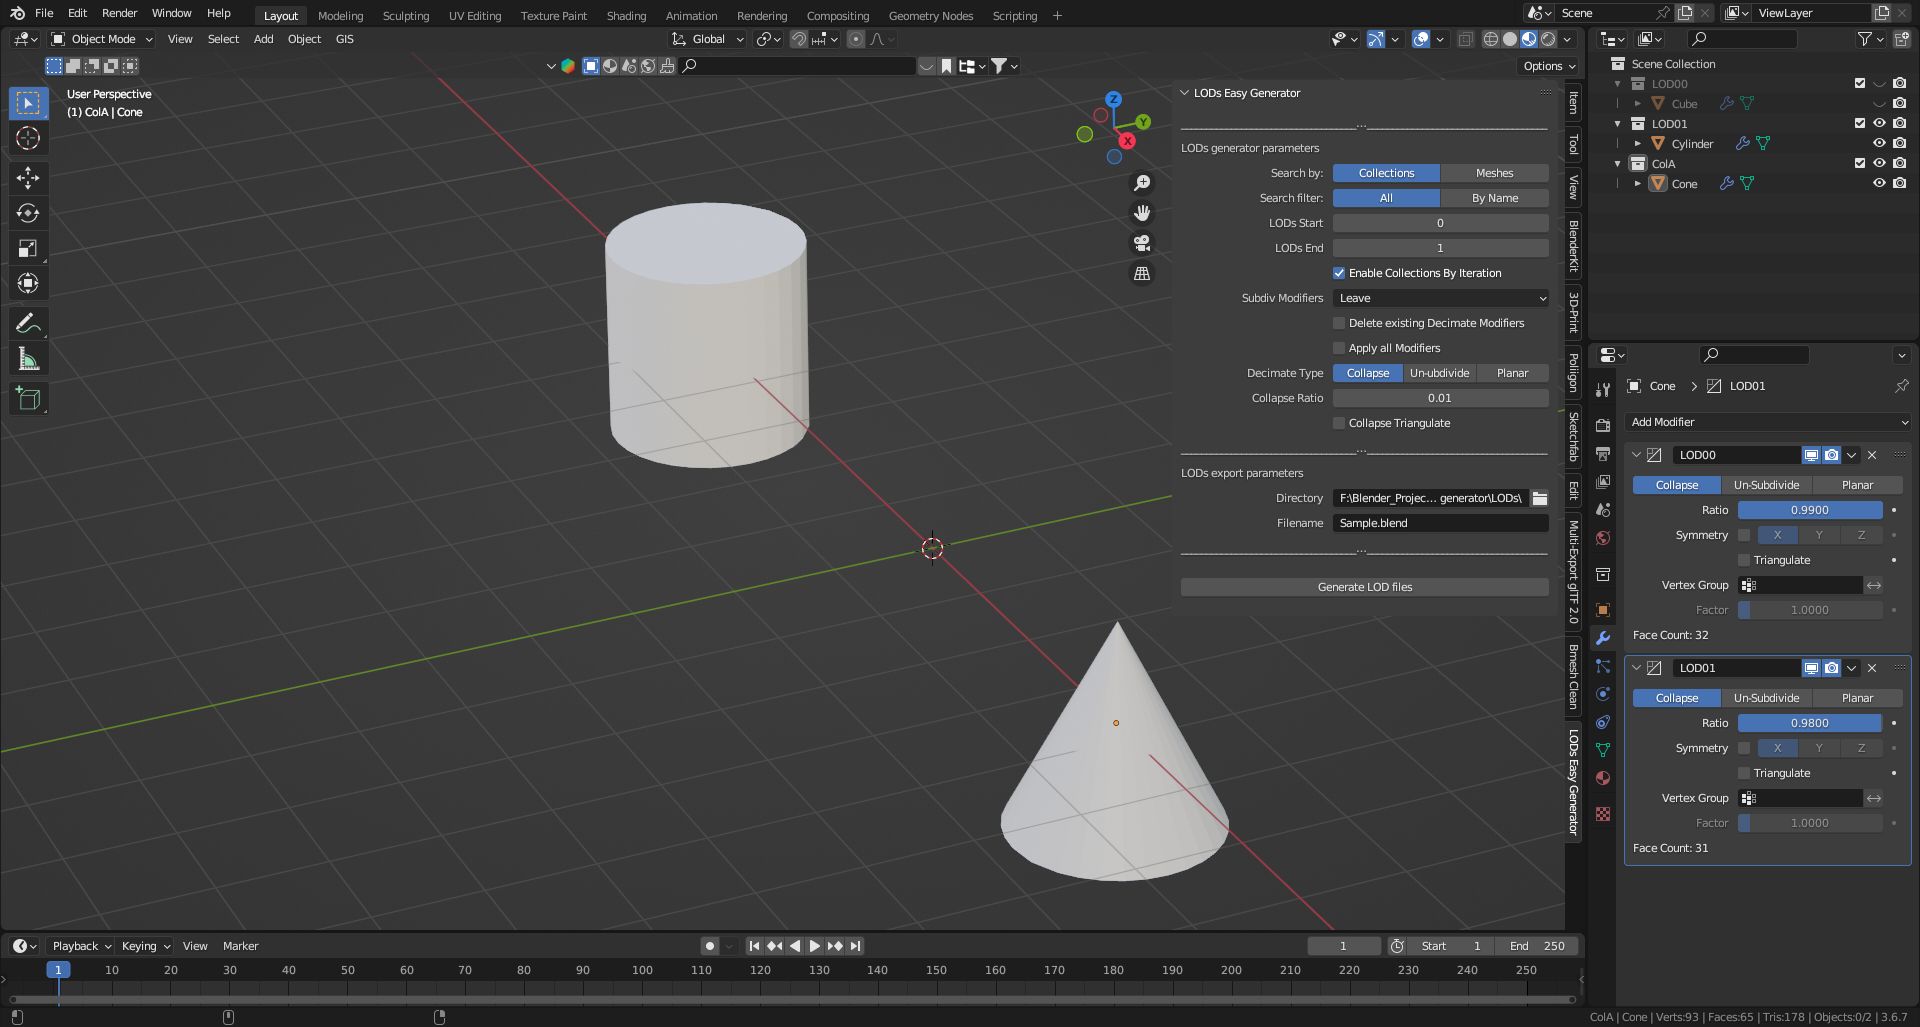 File Edit Render Window Help Layout Modeling Sculpting UV Editing Texture Paint Shading Animation Rendering Compositing Geometry Nodes Scripting + Scene ViewLayer
Object Mode View Select Add Object GIS Global
Options
User Perspective
(1) ColA | Cone
Z
Y
X
LODs Easy Generator
LODs generator parameters
Search by: Collections Meshes
Search filter: All By Name
LODs Start 0
LODs End 1
Enable Collections By Iteration
Subdiv Modifiers Leave
Delete existing Decimate Modifiers
Apply all Modifiers
Decimate Type Collapse Un-ubdivide Planar
Collapse Ratio 0.01
Collapse Triangulate
LODs export parameters
Directory F:\Blender_Projec... generator\LODs\
Filename Sample.blend
Generate LOD files
Item
Tool
View
BlenderKit
3D-Print
Poliigon
Sketchfab
Edit
Multi-Export glTF 2.0
Bmesh Clean
LODs Easy Generator
Scene Collection
LOD00
Cube
LOD01
Cylinder
ColA
Cone
Cone > LOD01
Add Modifier
LOD00
Collapse Un-Subdivide Planar
Ratio 0.9900
Symmetry X Y Z
Triangulate
Vertex Group
Factor 1.0000
Face Count: 32
LOD01
Collapse Un-Subdivide Planar
Ratio 0.9800
Symmetry X Y Z
Triangulate
Vertex Group
Factor 1.0000
Face Count: 31
Playback Keying View Marker 1 Start 1 End 250
1 10 20 30 40 50 60 70 80 90 100 110 120 130 140 150 160 170 180 190 200 210 220 230 240 250
ColA | Cone | Verts:93 | Faces:65 | Tris:178 | Objects:0/2 | 3.6.7